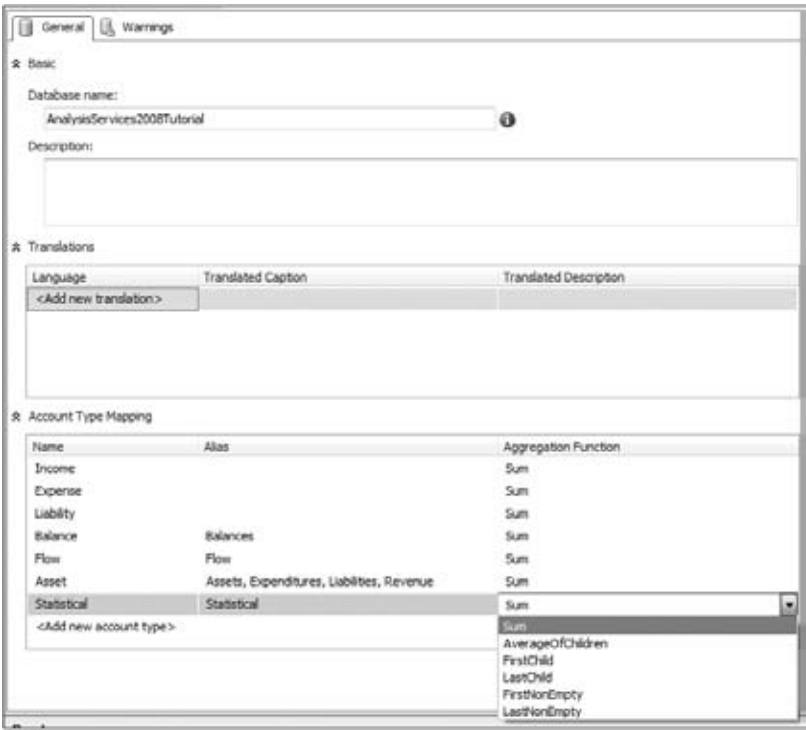 General Warnings
Basic
Database name:
AnalysisServices2008Tutorial
Description:
Translations
Language Translated Caption Translated Description
<Add new translation>
Account Type Mapping
Name Alias Aggregation Function
Income Sum
Expense Sum
Liability Sum
Balance Balances Sum
Flow Flow Sum
Asset Assets, Expenditures, Liabilities, Revenue Sum
Statistical Statistical Sum
<Add new account type> Sum
AverageOfChildren
FirstChild
LastChild
FirstNonEmpty
LastNonEmpty